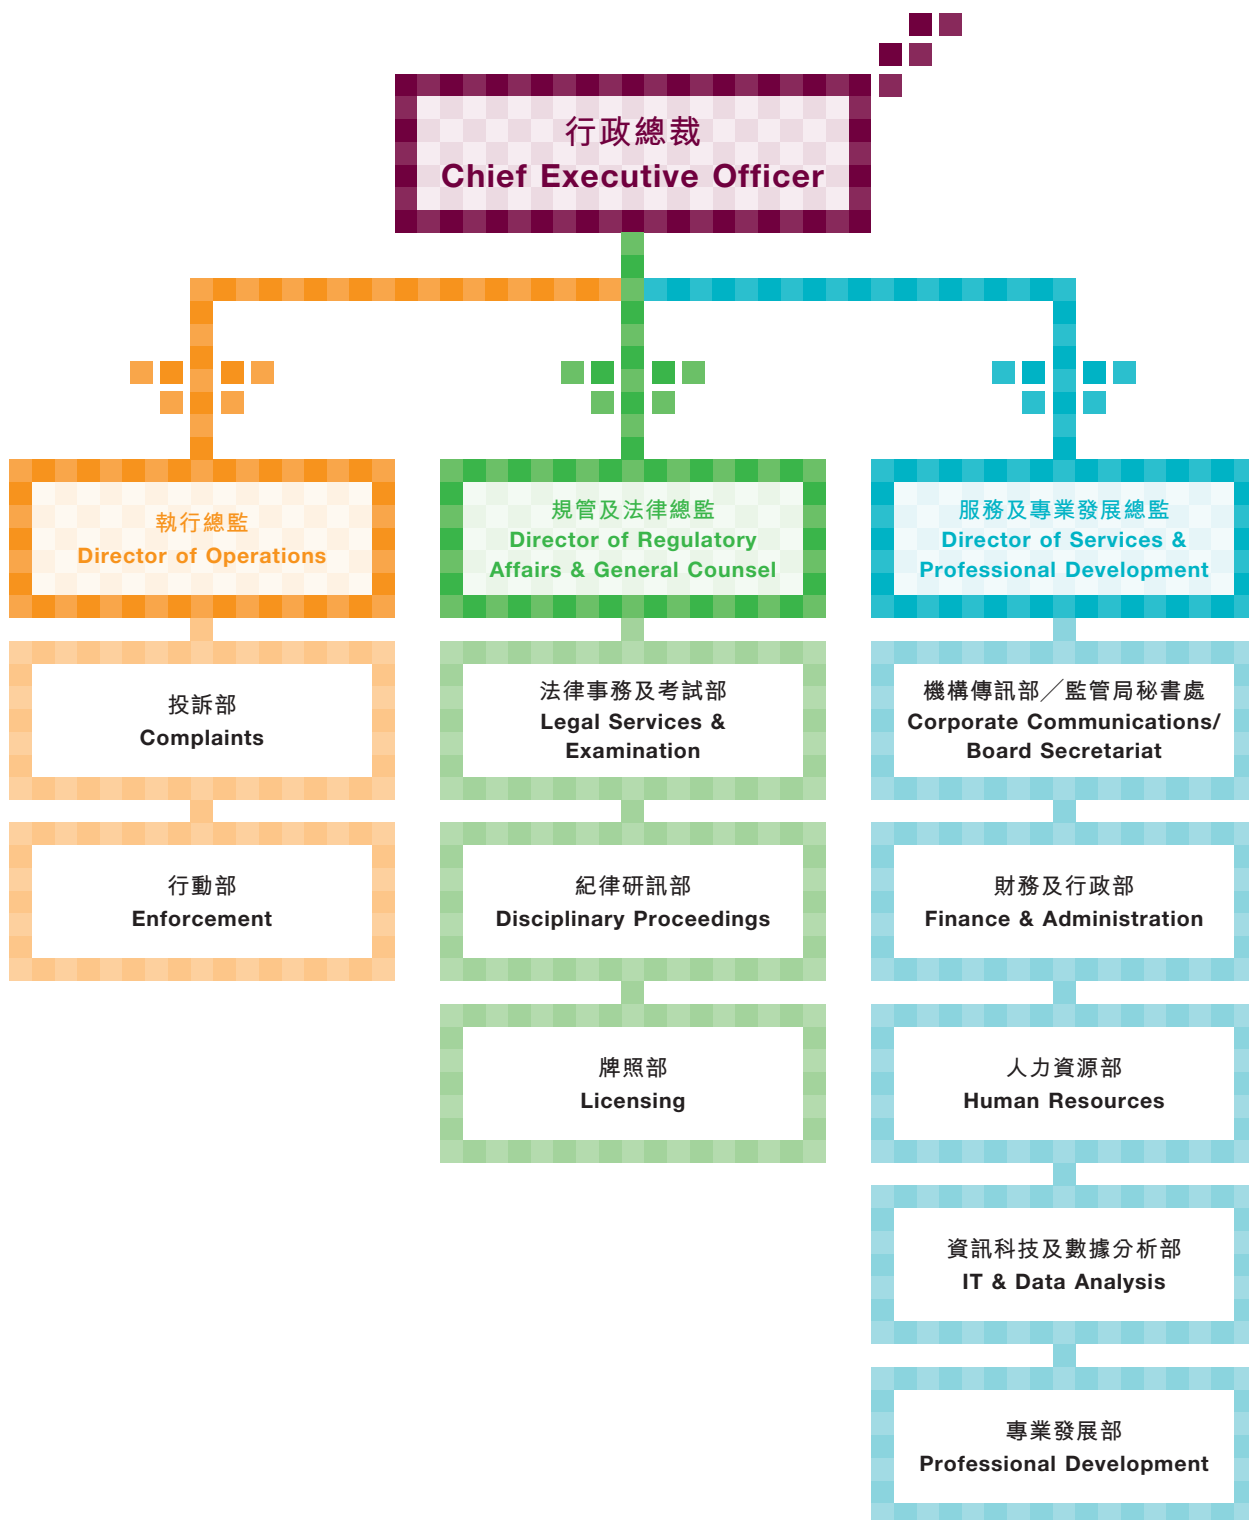 行政總裁
Chief Executive Officer
執行總監
Director of Operations
投訴部
Complaints
行動部
Enforcement
規管及法律總監
Director of Regulatory
Affairs & General Counsel
法律事務及考試部
Legal Services &
Examination
紀律研訊部
Disciplinary Proceedings
牌照部
Licensing
服務及專業發展總監
Director of Services &
Professional Development
機構傳訊部╱監管局秘書處
Corporate Communications/
Board Secretariat
財務及行政部
Finance & Administration
人力資源部
Human Resources
資訊科技及數據分析部
IT & Data Analysis
專業發展部
Professional Development